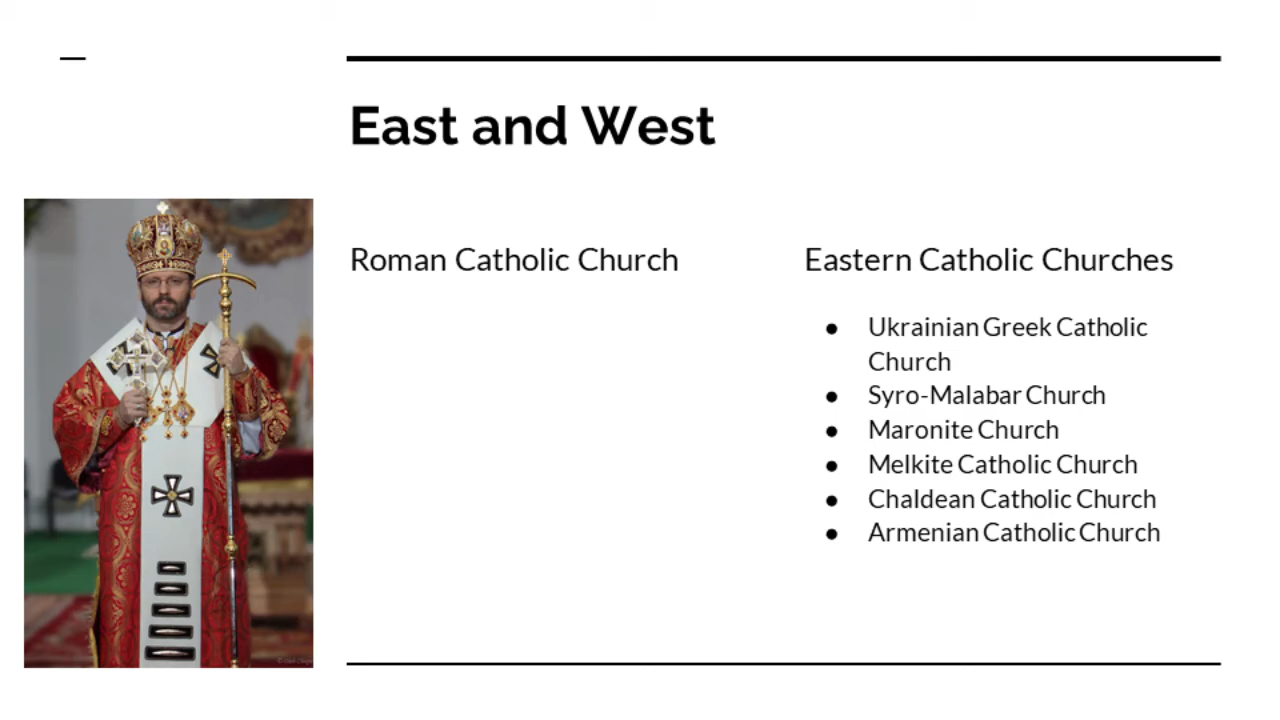 East and West
Roman Catholic Church
Eastern Catholic Churches
● Ukrainian Greek Catholic
Church
● Syro-Malabar Church
● Maronite Church
● Melkite Catholic Church
● Chaldean Catholic Church
● Armenian Catholic Church